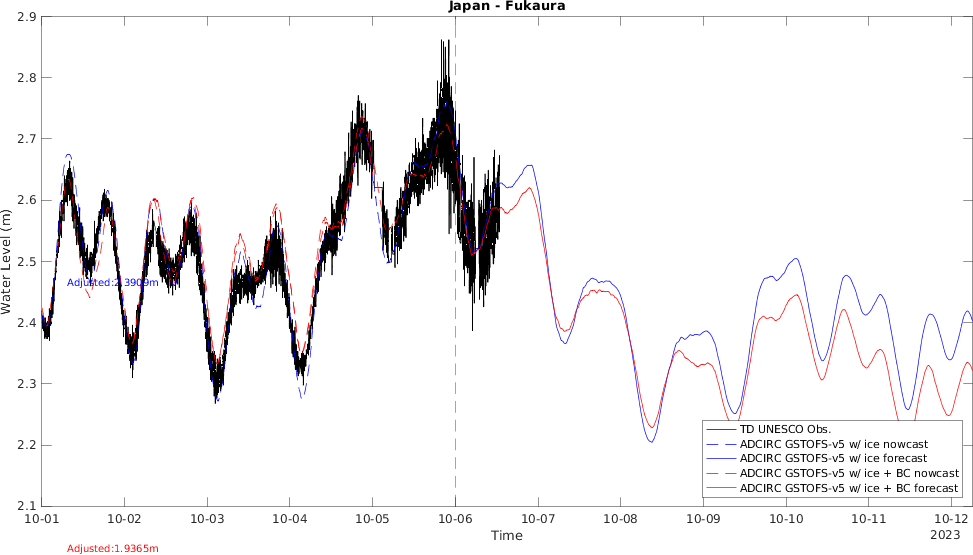 Japan - Fukaura
2.9
2.8
2.7
2.6
2.5
2.4
2.3
2.2
2.1
Water Level (m)
Adjusted:2.3909m
TD UNESCO Obs.
ADCIRC GSTOFS-v5 w/ ice nowcast
ADCIRC GSTOFS-v5 w/ ice forecast
ADCIRC GSTOFS-v5 w/ ice + BC nowcast
ADCIRC GSTOFS-v5 w/ ice + BC forecast
10-01 10-02 10-03 10-04 10-05 10-06 10-07 10-08 10-09 10-10 10-11 10-12
Time
2023
Adjusted:1.9365m